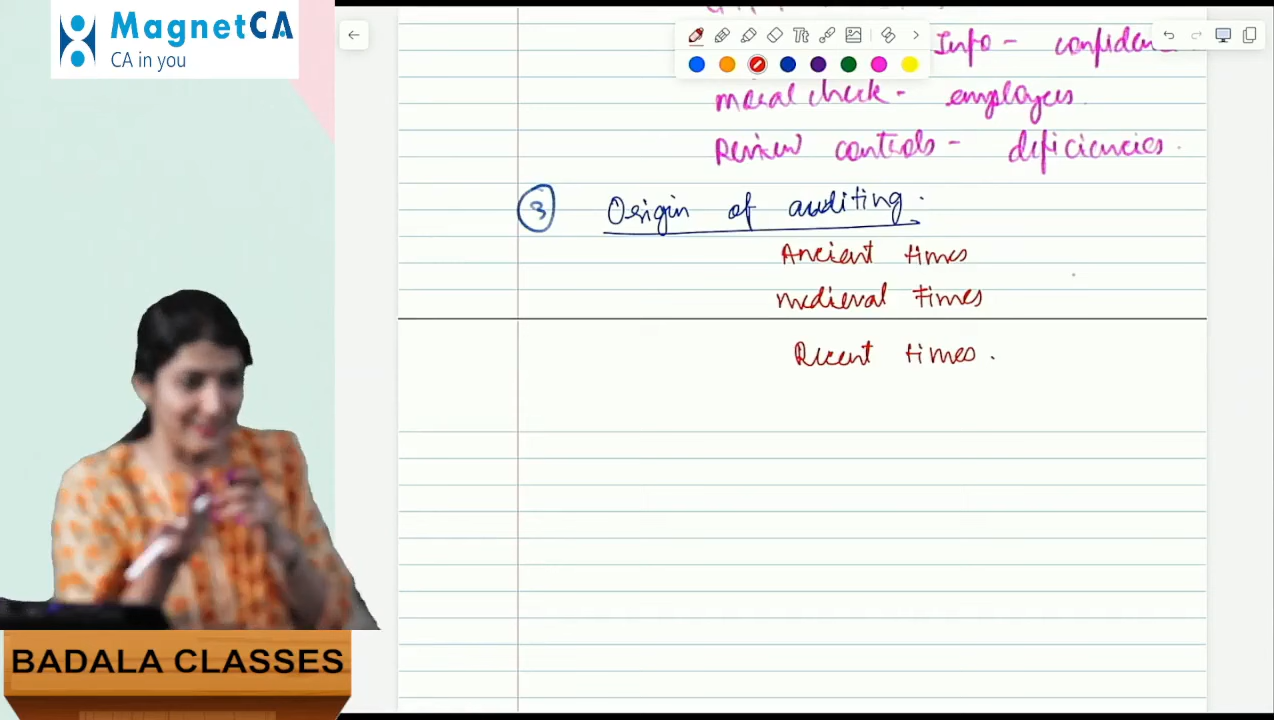 MagnetCA
CA in you
Info - confiden
moral check - employees
Review controls - deficiencies.
3 Origin of auditing.
Ancient times
medieval times
Recent times.
BADALA CLASSES